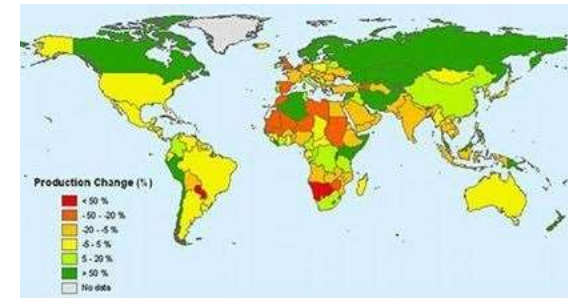 Production Change (%)
< 50 %
- 50 - -20 %
-20 - -5 %
-5 - 5 %
5 - 20 %
> 50 %
No data